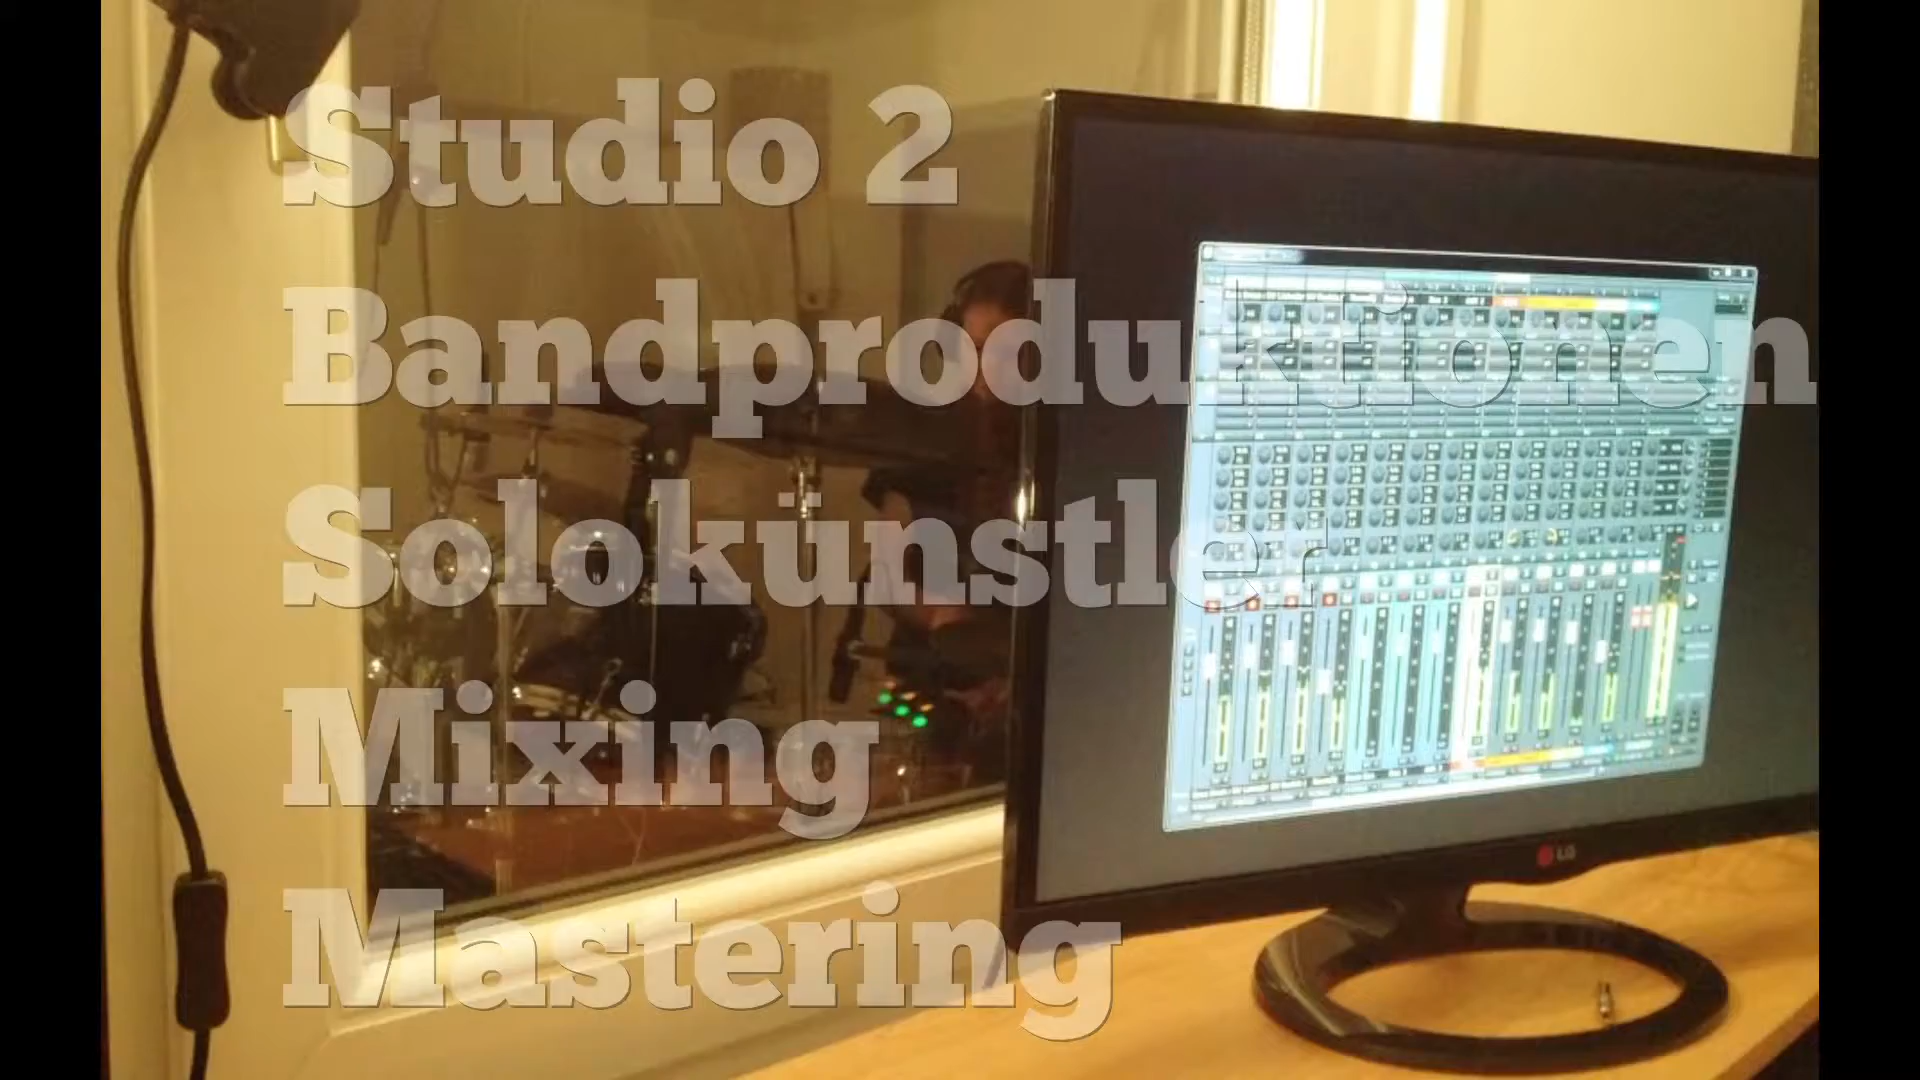 Studio 2
Bandproduktionen
Solokünstler
Mixing
Mastering
LG